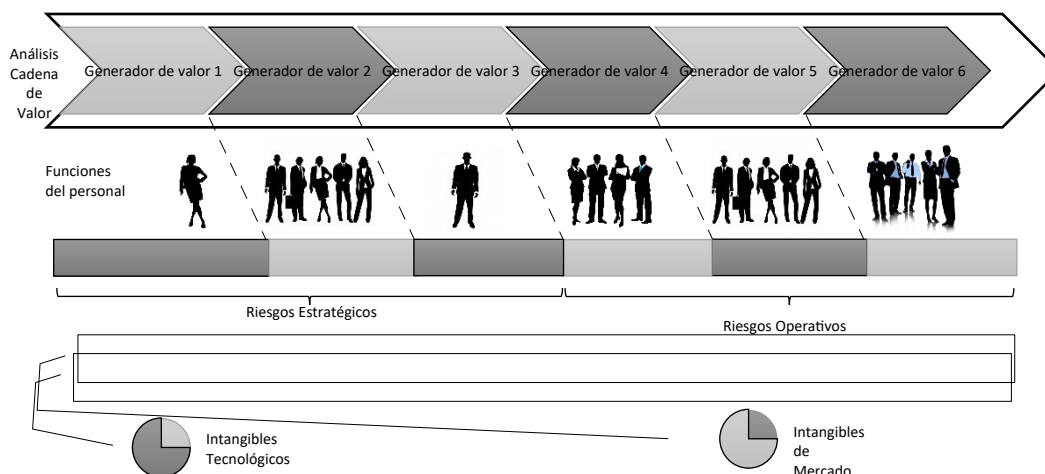 Análisis
Cadena
de
Valor
Generador de valor 1
Generador de valor 2
Generador de valor 3
Generador de valor 4
Generador de valor 5
Generador de valor 6
Funciones
del personal
Riesgos Estratégicos
Riesgos Operativos
Intangibles
Tecnológicos
Intangibles
de
Mercado